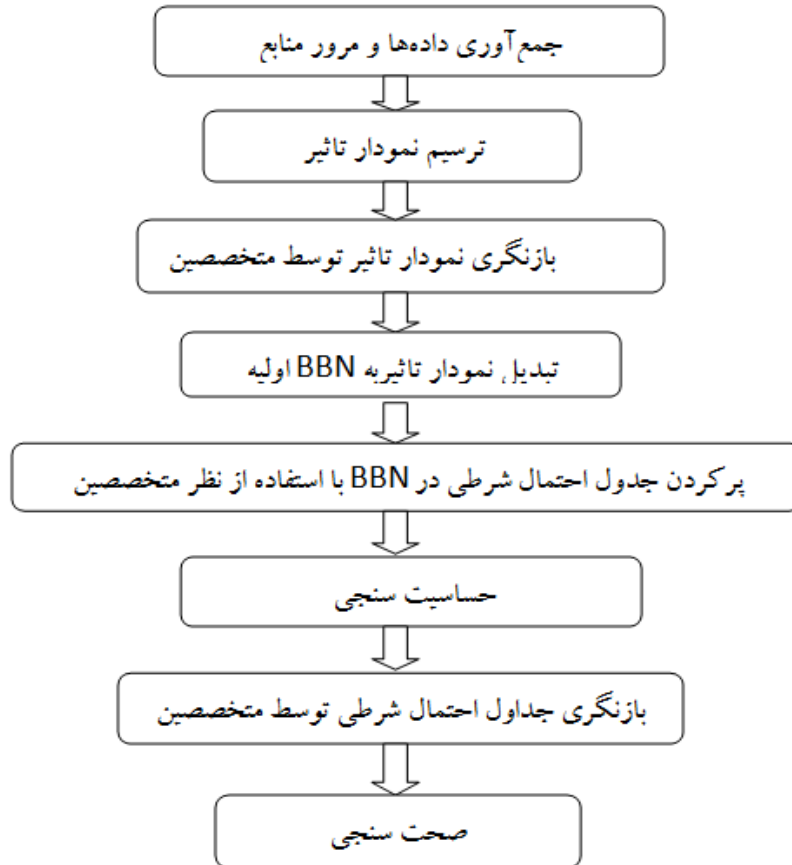 جمع‌آوری داده‌ها و مرور منابع
ترسیم نمودار تاثیر
بازنگری نمودار تاثیر توسط متخصصین
تبدیل نمودار تاثیربه BBN اولیه
پرکردن جدول احتمال شرطی در BBN با استفاده از نظر متخصصین
حساسیت سنجی
بازنگری جداول احتمال شرطی توسط متخصصین
صحت سنجی